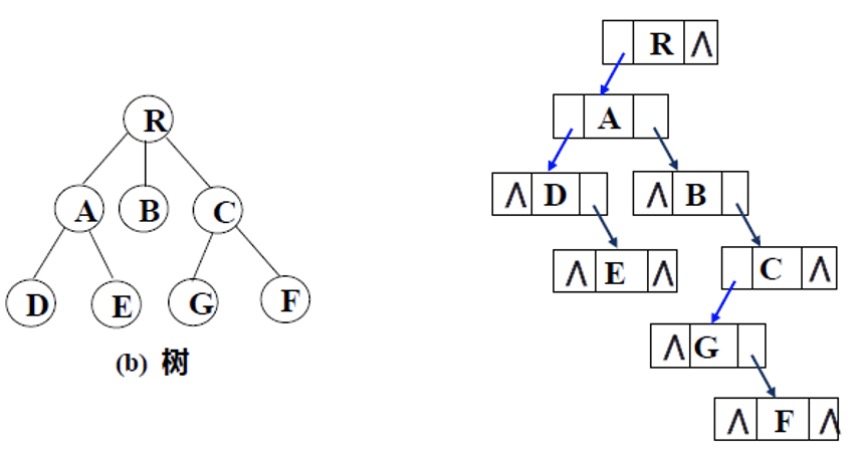 R
A B C
D E G F
(b) 树
R Λ
A
Λ D
Λ B
Λ E Λ
C Λ
Λ G
Λ F Λ